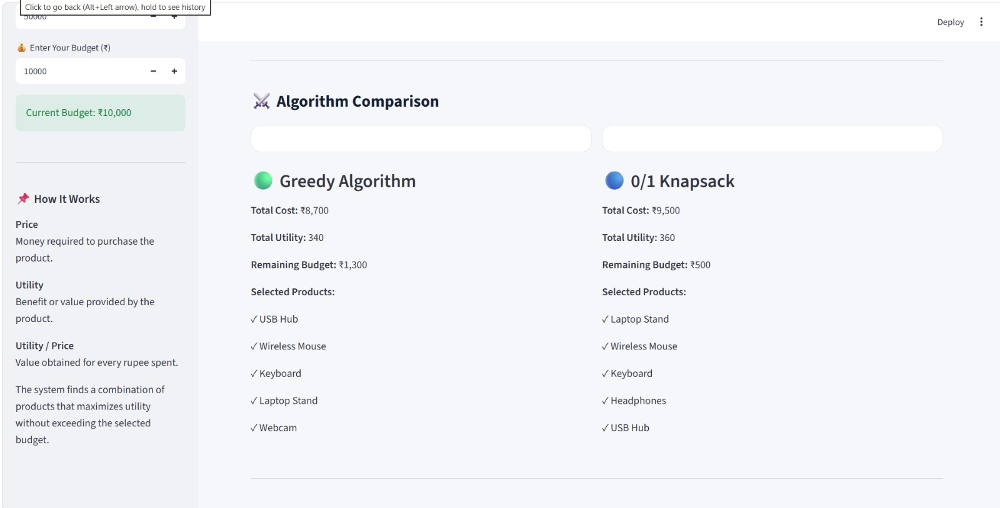 Click to go back (Alt+Left arrow), hold to see history
50000
− +
Deploy
💰 Enter Your Budget (₹)
10000
− +
Current Budget: ₹10,000
📌 How It Works
Price
Money required to purchase the
product.
Utility
Benefit or value provided by the
product.
Utility / Price
Value obtained for every rupee spent.
The system finds a combination of
products that maximizes utility
without exceeding the selected
budget.
⚔️ Algorithm Comparison
🟢 Greedy Algorithm
Total Cost: ₹8,700
Total Utility: 340
Remaining Budget: ₹1,300
Selected Products:
✓ USB Hub
✓ Wireless Mouse
✓ Keyboard
✓ Laptop Stand
✓ Webcam
🔵 0/1 Knapsack
Total Cost: ₹9,500
Total Utility: 360
Remaining Budget: ₹500
Selected Products:
✓ Laptop Stand
✓ Wireless Mouse
✓ Keyboard
✓ Headphones
✓ USB Hub